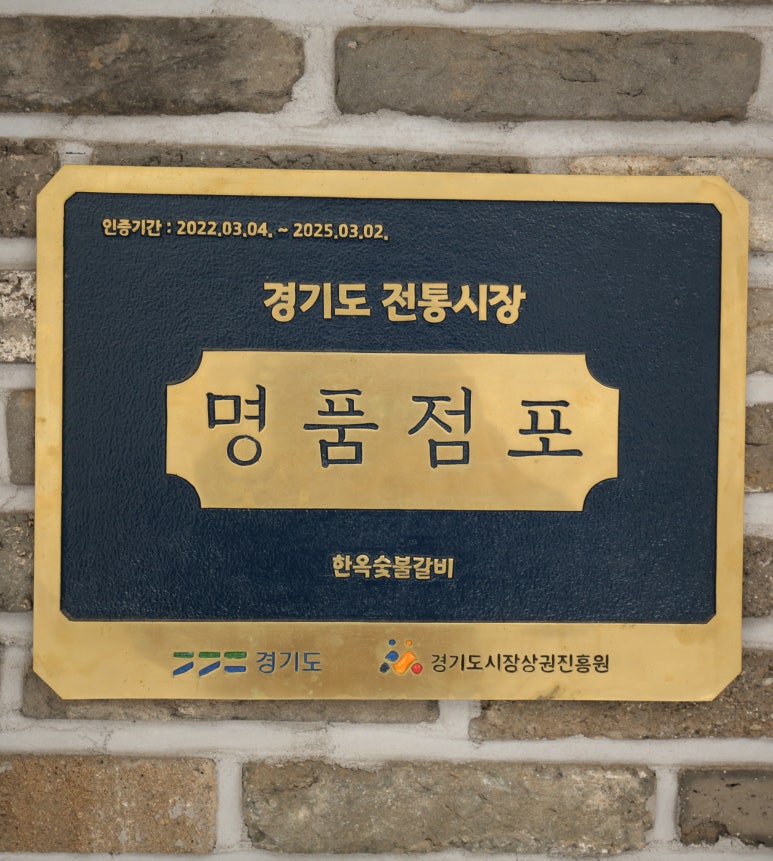 인증기간 : 2022.03.04. ~ 2025.03.02.
경기도 전통시장
명품점포
한옥숯불갈비
경기도 경기도시장상권진흥원